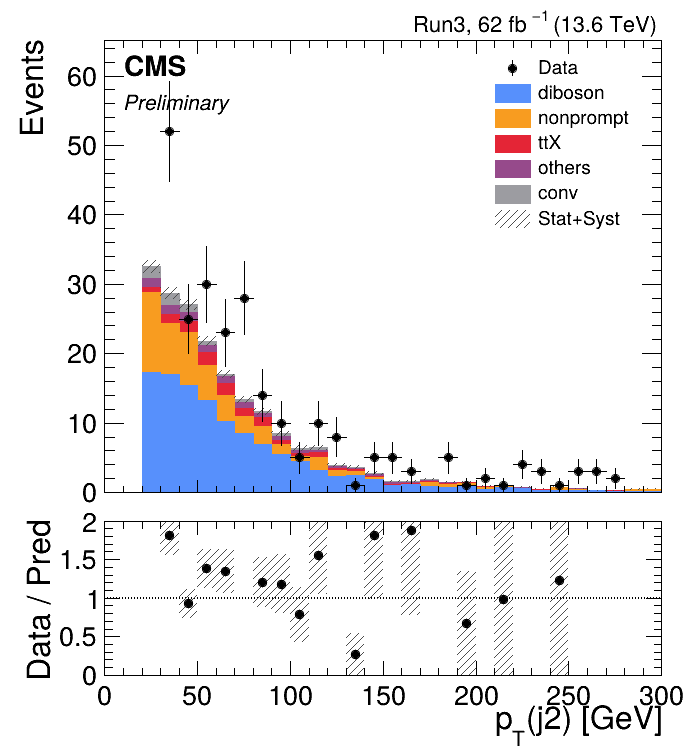 Run3, 62 fb⁻¹ (13.6 TeV)
CMS
Preliminary
Events
60
50
40
30
20
10
0
Data
diboson
nonprompt
ttX
others
conv
Stat+Syst
Data / Pred
2
1.5
1
0.5
0
0 50 100 150 200 250 300
p_T(j2) [GeV]